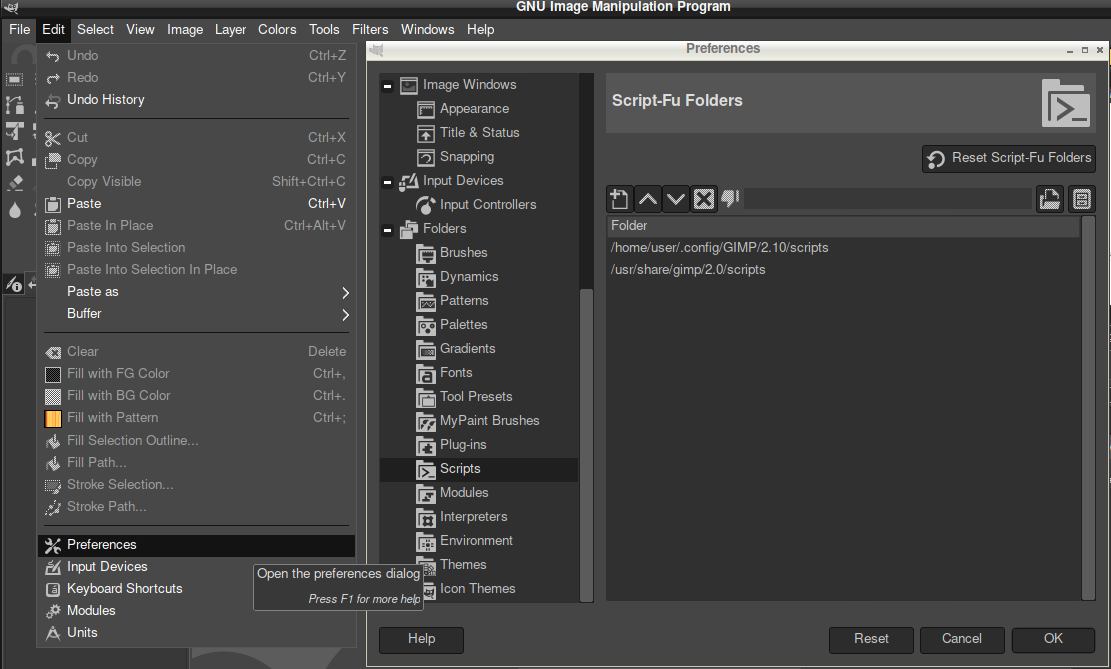 GNU Image Manipulation Program
File Edit Select View Image Layer Colors Tools Filters Windows Help
Undo Ctrl+Z
Redo Ctrl+Y
Undo History
Cut Ctrl+X
Copy Ctrl+C
Copy Visible Shift+Ctrl+C
Paste Ctrl+V
Paste In Place Ctrl+Alt+V
Paste Into Selection
Paste Into Selection In Place
Paste as
Buffer
Clear Delete
Fill with FG Color Ctrl+,
Fill with BG Color Ctrl+.
Fill with Pattern Ctrl+;
Fill Selection Outline...
Fill Path...
Stroke Selection...
Stroke Path...
Preferences
Input Devices
Keyboard Shortcuts
Modules
Units
Open the preferences dialog
Press F1 for more help
Preferences
Image Windows
Appearance
Title & Status
Snapping
Input Devices
Input Controllers
Folders
Brushes
Dynamics
Patterns
Palettes
Gradients
Fonts
Tool Presets
MyPaint Brushes
Plug-ins
Scripts
Modules
Interpreters
Environment
Themes
Icon Themes
Script-Fu Folders
Reset Script-Fu Folders
Folder
/home/user/.config/GIMP/2.10/scripts
/usr/share/gimp/2.0/scripts
Help Reset Cancel OK